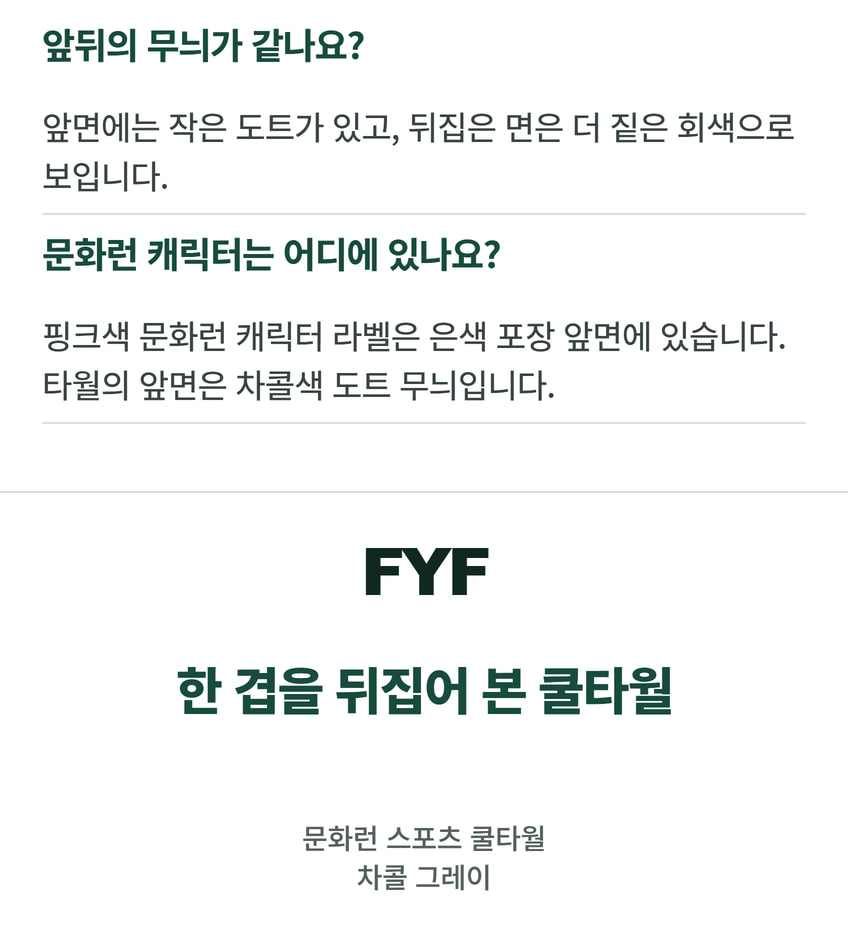 앞뒤의 무늬가 같나요?
앞면에는 작은 도트가 있고, 뒤집은 면은 더 짙은 회색으로
보입니다.
문화런 캐릭터는 어디에 있나요?
핑크색 문화런 캐릭터 라벨은 은색 포장 앞면에 있습니다.
타월의 앞면은 차콜색 도트 무늬입니다.
FYF
한 겹을 뒤집어 본 쿨타월
문화런 스포츠 쿨타월
차콜 그레이